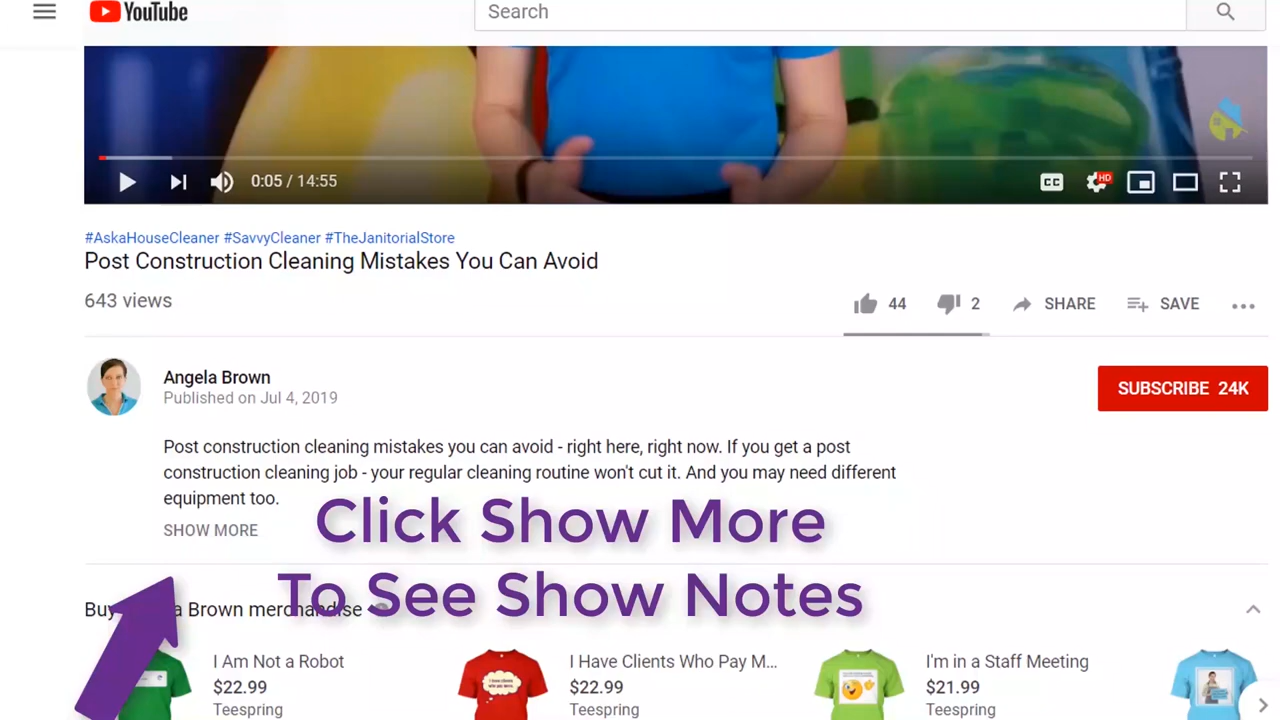 YouTube
Search
0:05 / 14:55
CC
HD
#AskaHouseCleaner #SavvyCleaner #TheJanitorialStore
Post Construction Cleaning Mistakes You Can Avoid
643 views
44
2
SHARE
SAVE
Angela Brown
Published on Jul 4, 2019
SUBSCRIBE 24K
Post construction cleaning mistakes you can avoid - right here, right now. If you get a post
construction cleaning job - your regular cleaning routine won't cut it. And you may need different
equipment too.
SHOW MORE
Click Show More
To See Show Notes
Buy Brown merchandise
I Am Not a Robot
$22.99
Teespring
I Have Clients Who Pay M...
$22.99
Teespring
I'm in a Staff Meeting
$21.99
Teespring